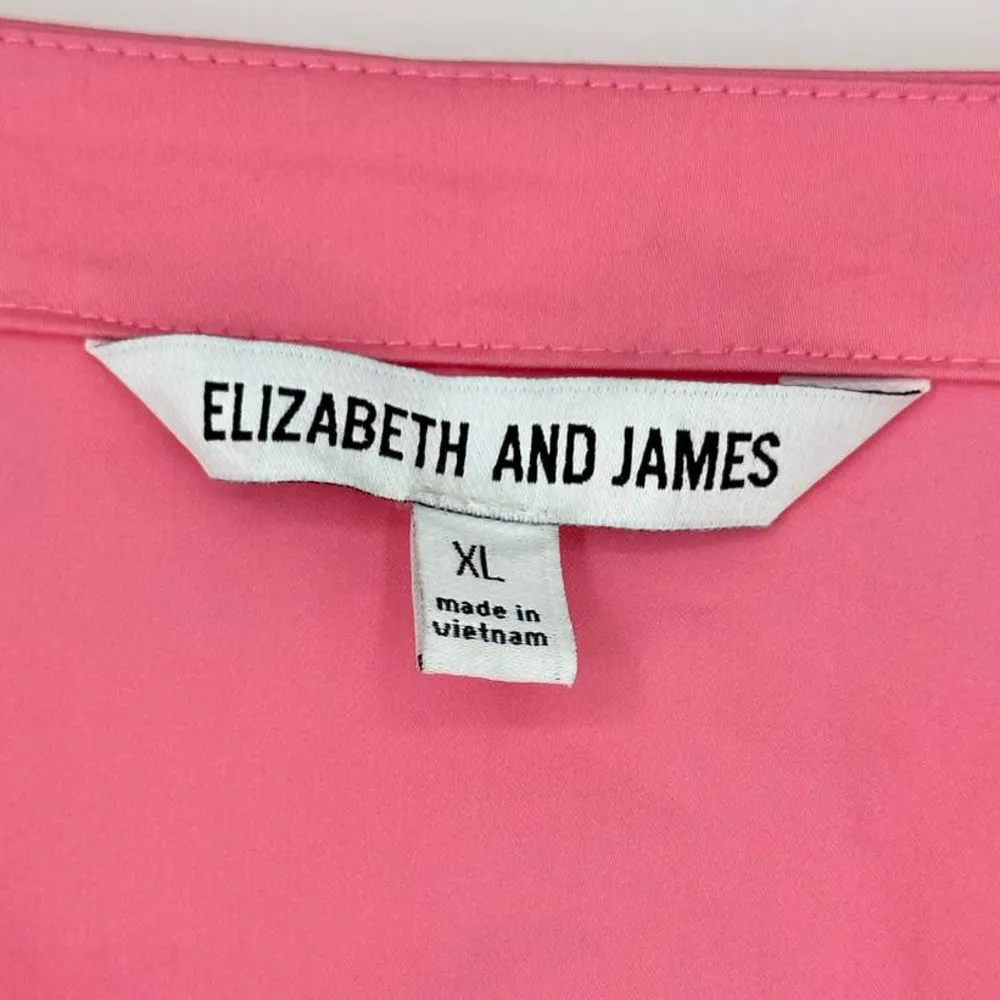 ELIZABETH AND JAMES
XL
made in
vietnam